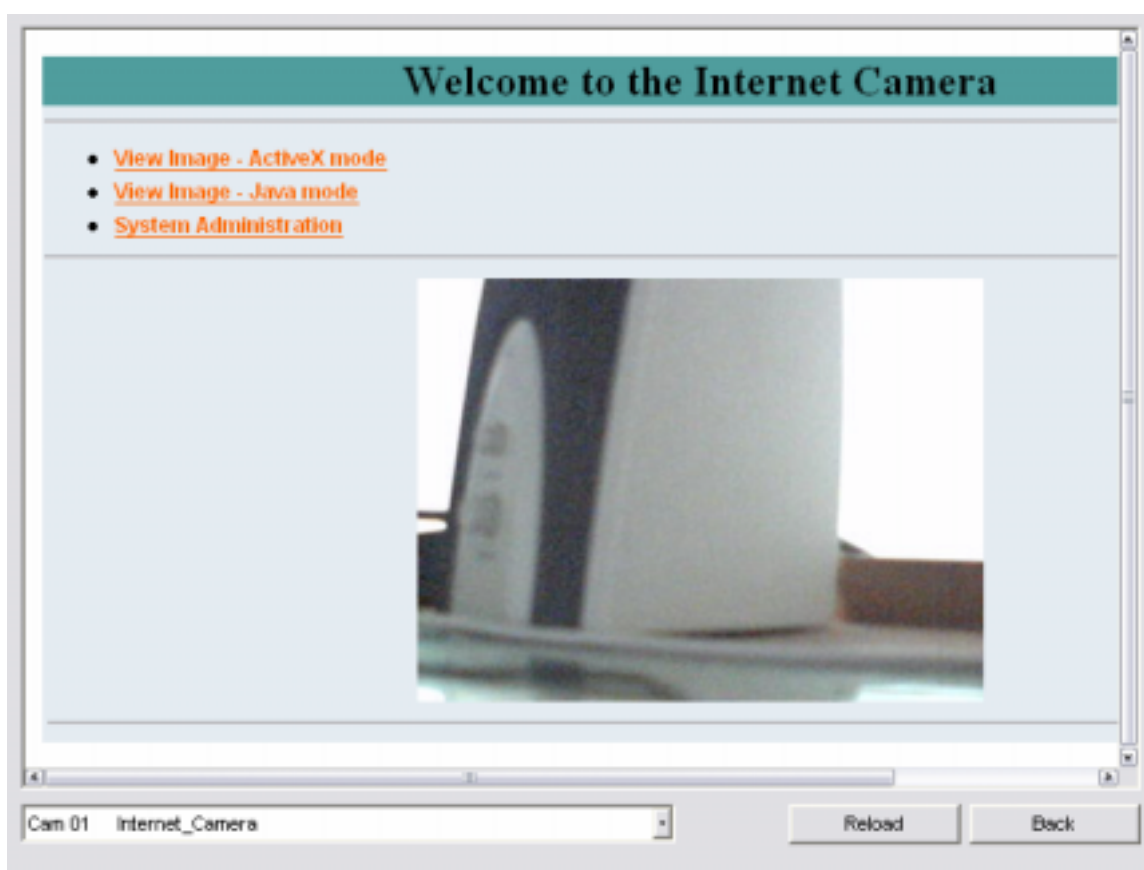 Welcome to the Internet Camera
View Image - ActiveX mode
View Image - Java mode
System Administration
Cam 01 Internet_Camera
Reload Back